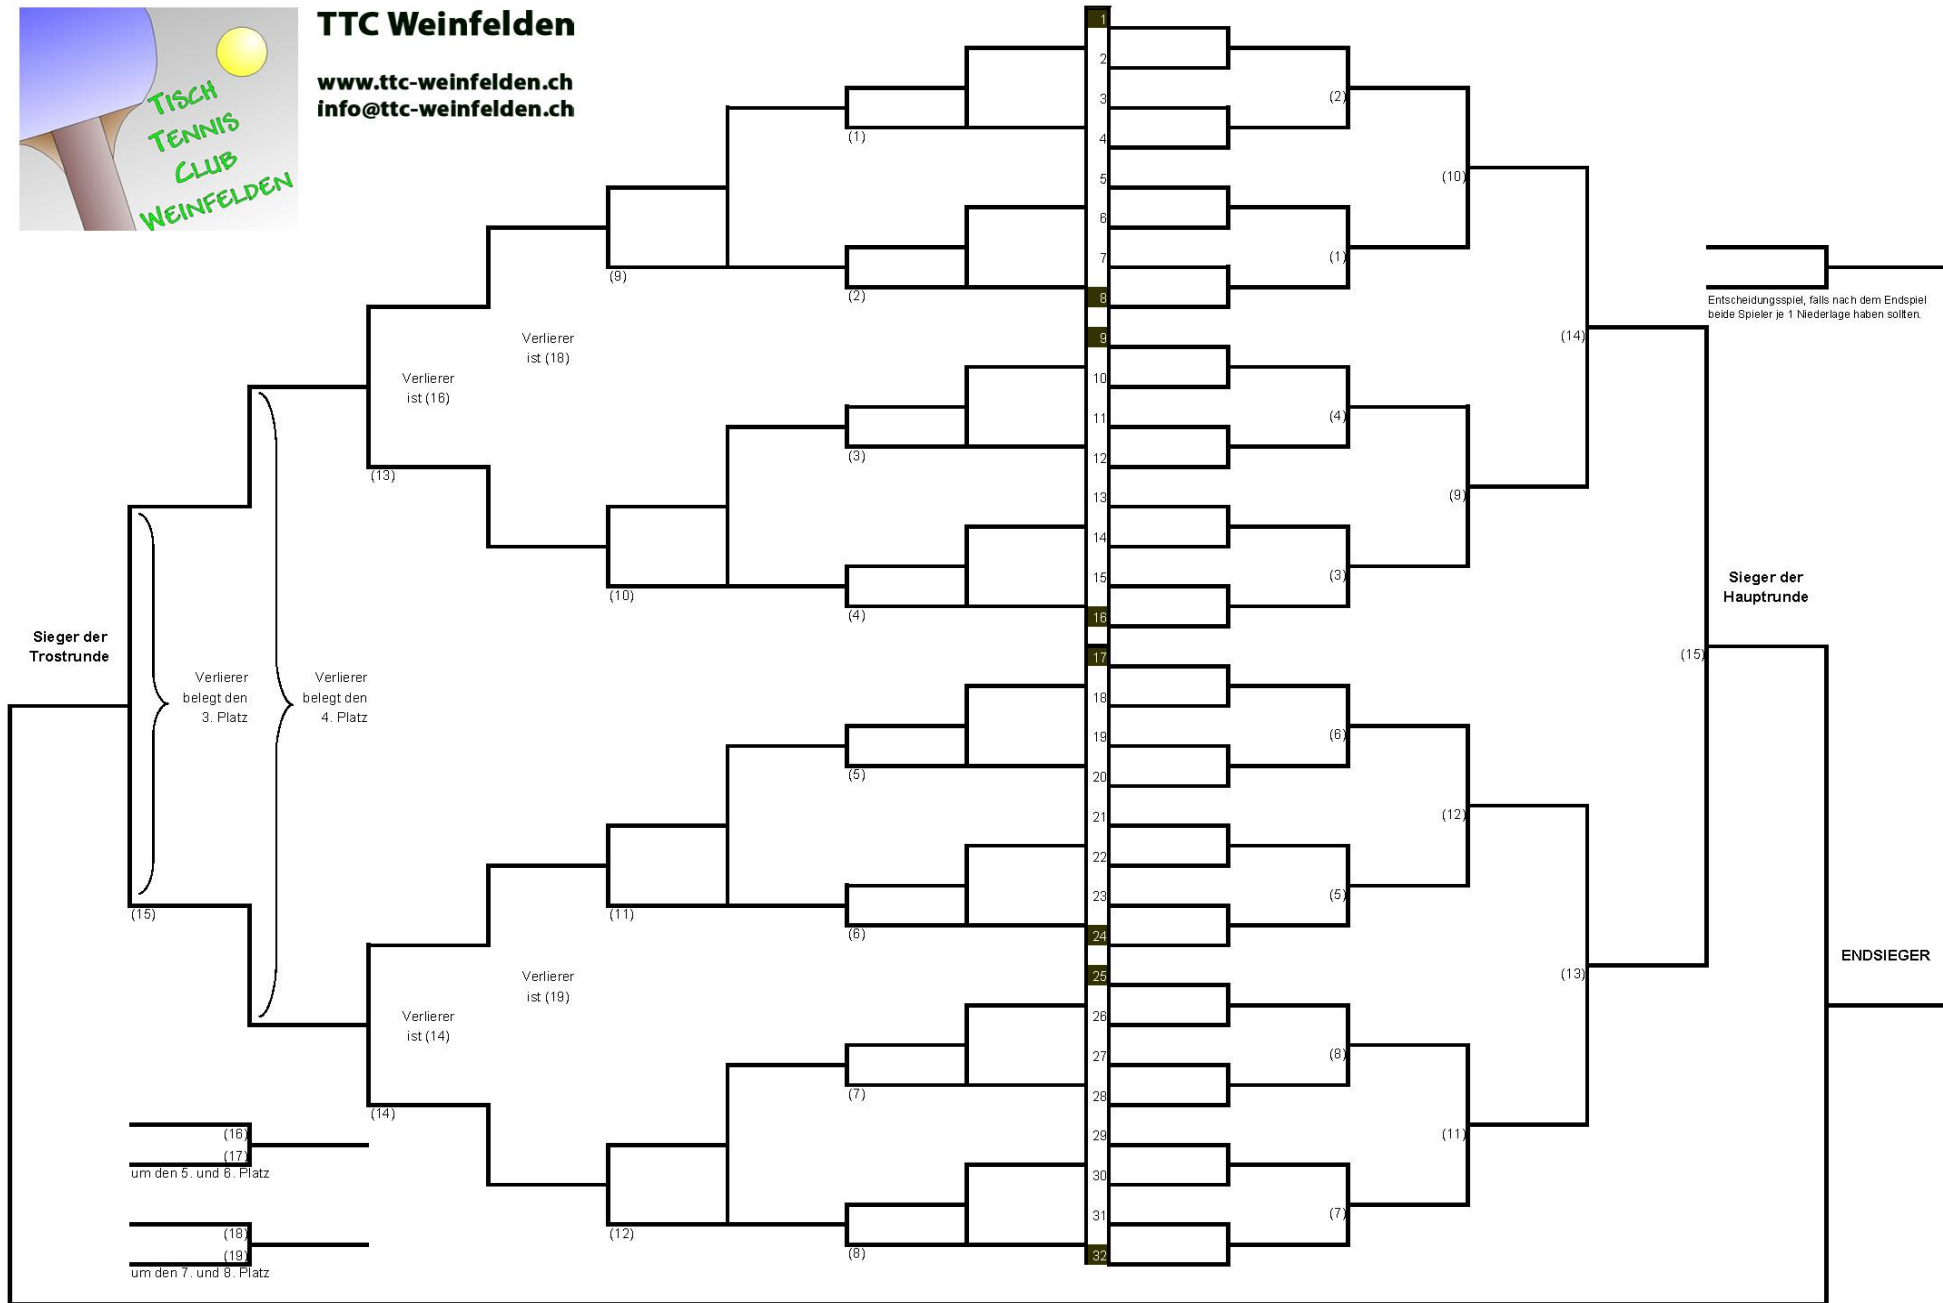 TISCH
TENNIS
CLUB
WEINFELDEN
TTC Weinfelden
www.ttc-weinfelden.ch
info@ttc-weinfelden.ch
Sieger der
Trostrunde
(15)
Verlierer
belegt den
3. Platz
Verlierer
belegt den
4. Platz
(16)
(17)
um den 5. und 6. Platz
(18)
(19)
um den 7. und 8. Platz
Verlierer
ist (16)
(13)
Verlierer
ist (14)
(14)
Verlierer
ist (18)
Verlierer
ist (19)
(9)
(10)
(11)
(12)
(1)
(2)
(3)
(4)
(5)
(6)
(7)
(8)
1
2
3
4
5
6
7
8
9
10
11
12
13
14
15
16
17
18
19
20
21
22
23
24
25
26
27
28
29
30
31
32
(2)
(1)
(4)
(3)
(6)
(5)
(8)
(7)
(10)
(9)
(12)
(11)
(14)
(13)
(15)
Entscheidungsspiel, falls nach dem Endspiel
beide Spieler je 1 Niederlage haben sollten.
Sieger der
Hauptrunde
ENDSIEGER